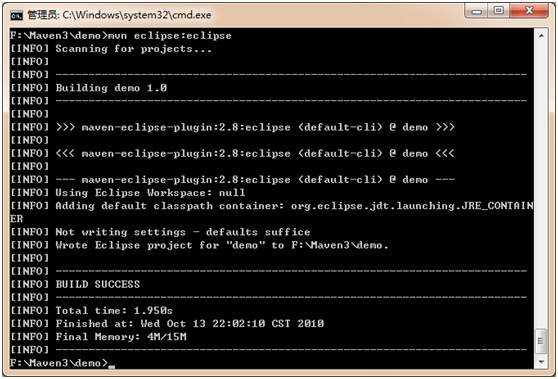 管理员: C:\Windows\system32\cmd.exe
F:\Maven3\demo>mvn eclipse:eclipse
[INFO] Scanning for projects...
[INFO]
[INFO] ------------------------------------------------------------------------
[INFO] Building demo 1.0
[INFO] ------------------------------------------------------------------------
[INFO]
[INFO] >>> maven-eclipse-plugin:2.8:eclipse (default-cli) @ demo >>>
[INFO]
[INFO] <<< maven-eclipse-plugin:2.8:eclipse (default-cli) @ demo <<<
[INFO]
[INFO] --- maven-eclipse-plugin:2.8:eclipse (default-cli) @ demo ---
[INFO] Using Eclipse Workspace: null
[INFO] Adding default classpath container: org.eclipse.jdt.launching.JRE_CONTAIN
ER
[INFO] Not writing settings - defaults suffice
[INFO] Wrote Eclipse project for "demo" to F:\Maven3\demo.
[INFO]
[INFO] ------------------------------------------------------------------------
[INFO] BUILD SUCCESS
[INFO] ------------------------------------------------------------------------
[INFO] Total time: 1.950s
[INFO] Finished at: Wed Oct 13 22:02:10 CST 2010
[INFO] Final Memory: 4M/15M
[INFO] ------------------------------------------------------------------------
F:\Maven3\demo>_